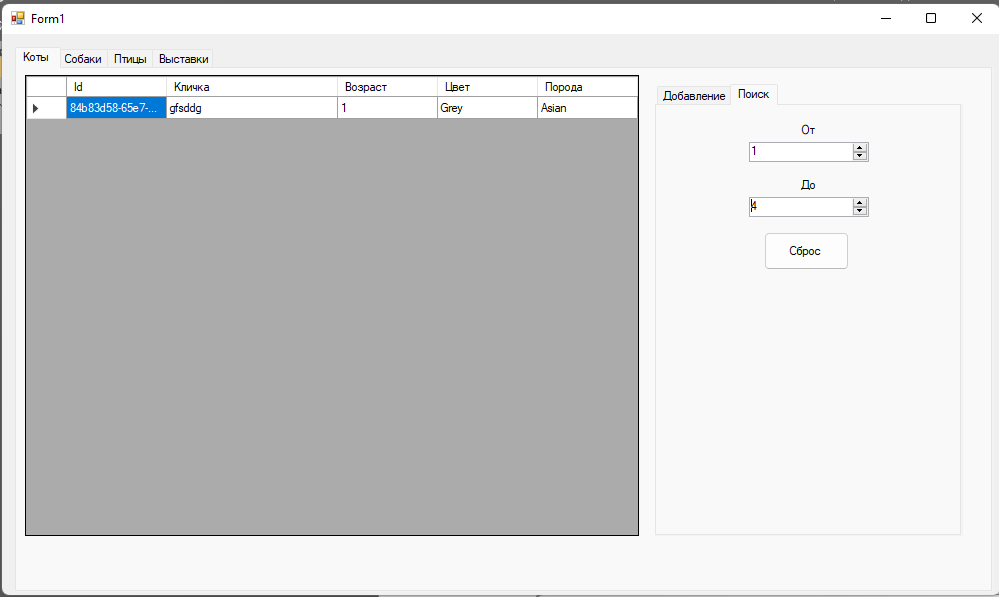 Form1
Коты Собаки Птицы Выставки
Id Кличка Возраст Цвет Порода
84b83d58-65e7-... gfsddg 1 Grey Asian
Добавление Поиск
От
1
До
4
Сброс